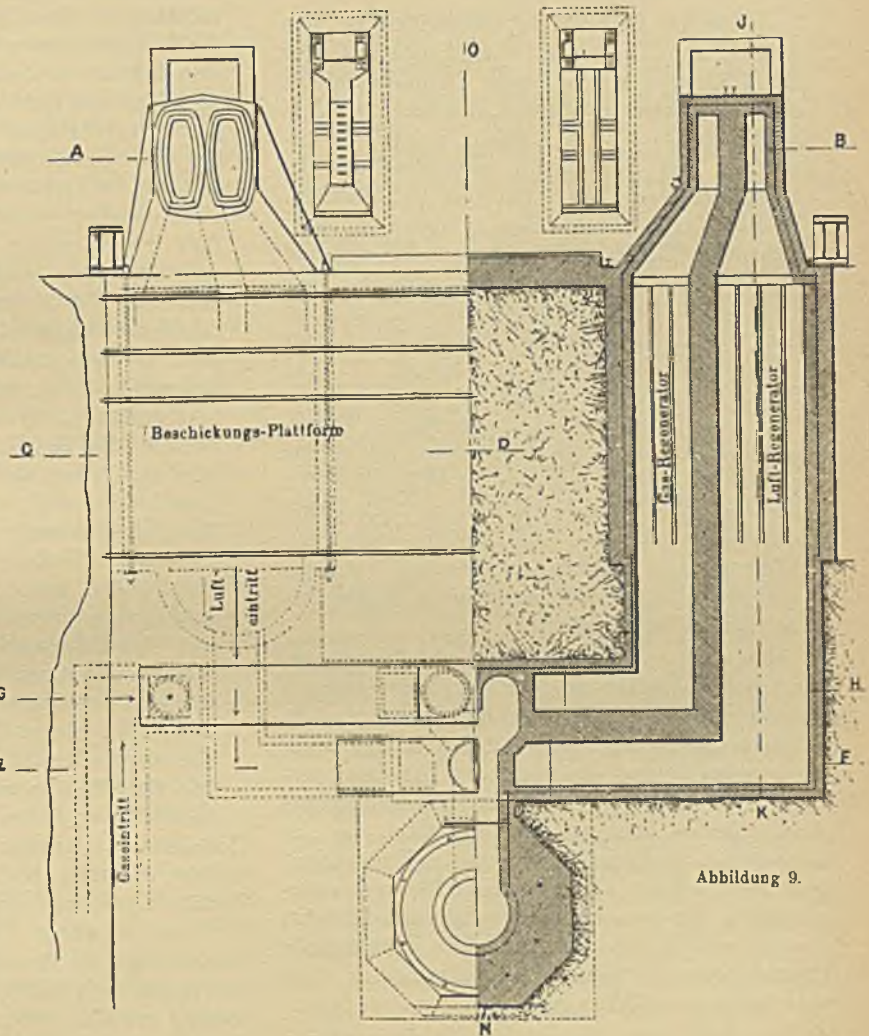 J
O
A
B
Beschickungs-Plattform
C
D
Gas-Regenerator
Luft-Regenerator
Luft-
eintritt
G
H
E
F
Gaseintritt
K
Abbildung 9.
N